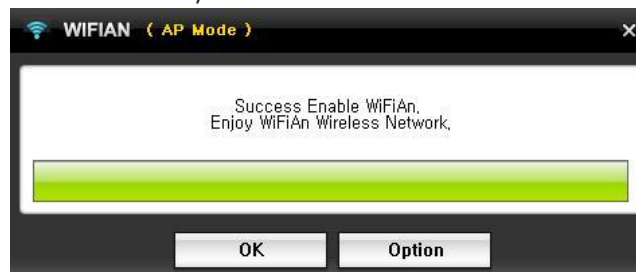 WIFIAN ( AP Mode )
Success Enable WiFiAn,
Enjoy WiFiAn Wireless Network,
OK
Option